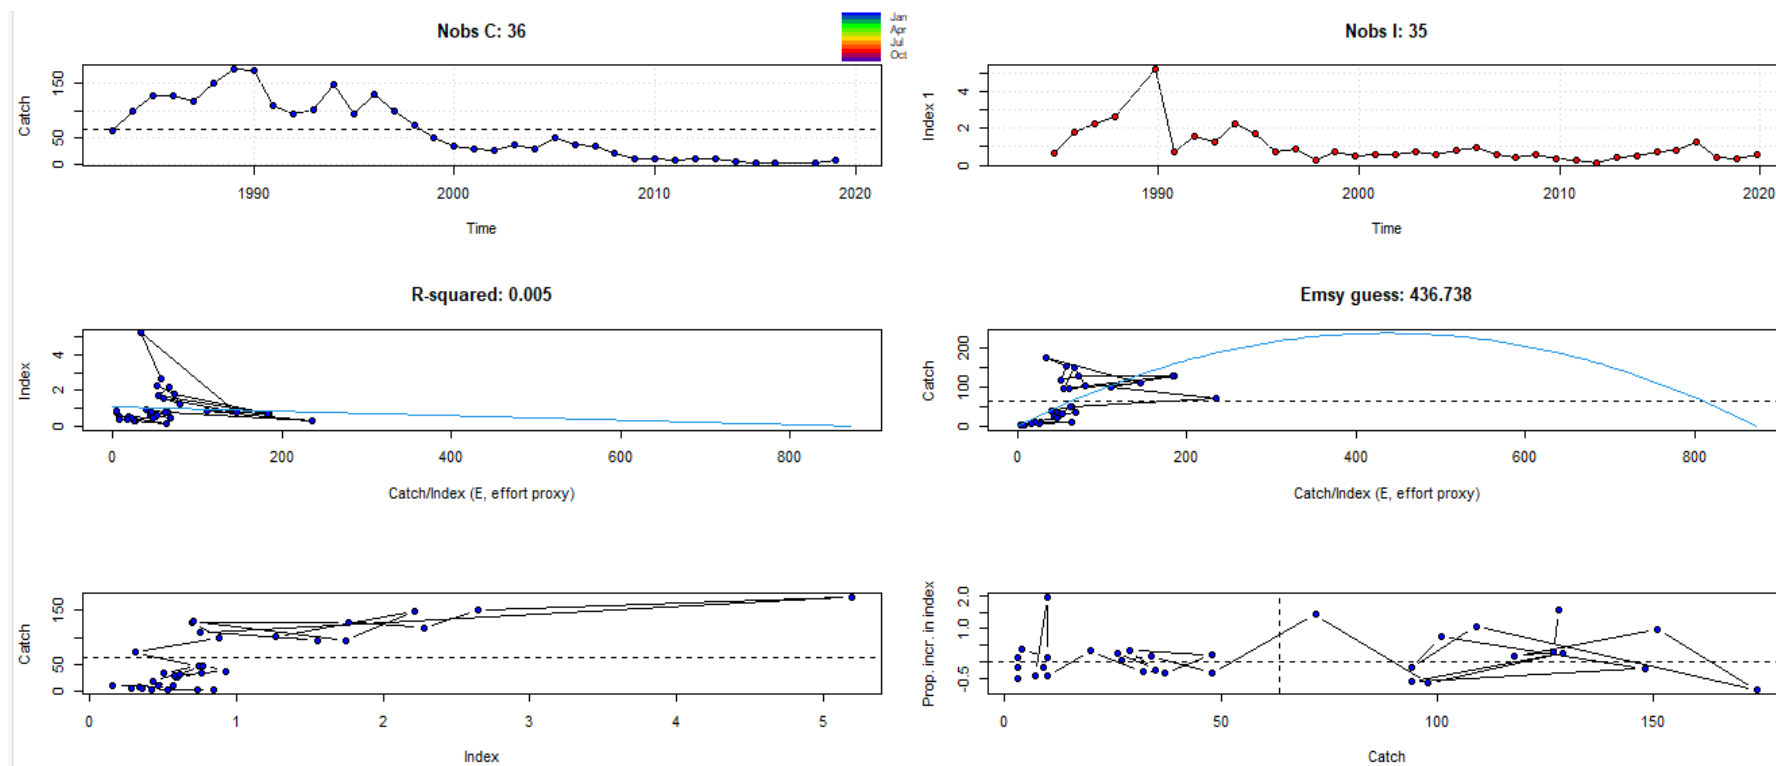 Nobs C: 36
Jan
Apr
Jul
Oct
Catch
0
50
150
1990
2000
2010
2020
Time
Nobs I: 35
Index 1
0
2
4
1990
2000
2010
2020
Time
R-squared: 0.005
Index
0
2
4
0
200
400
600
800
Catch/Index (E, effort proxy)
Emsy guess: 436.738
Catch
0
100
200
0
200
400
600
800
Catch/Index (E, effort proxy)
Catch
0
50
150
0
1
2
3
4
5
Index
Prop. incr. in index
-0.5
1.0
2.0
0
50
100
150
Catch